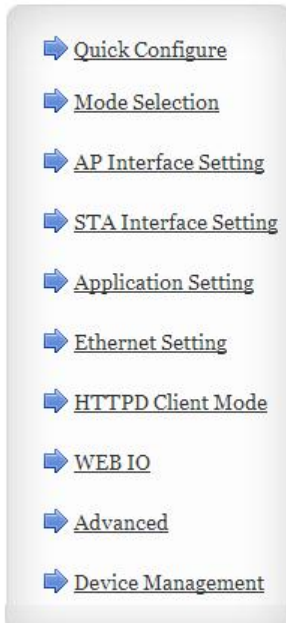 Quick Configure
Mode Selection
AP Interface Setting
STA Interface Setting
Application Setting
Ethernet Setting
HTTPD Client Mode
WEB IO
Advanced
Device Management